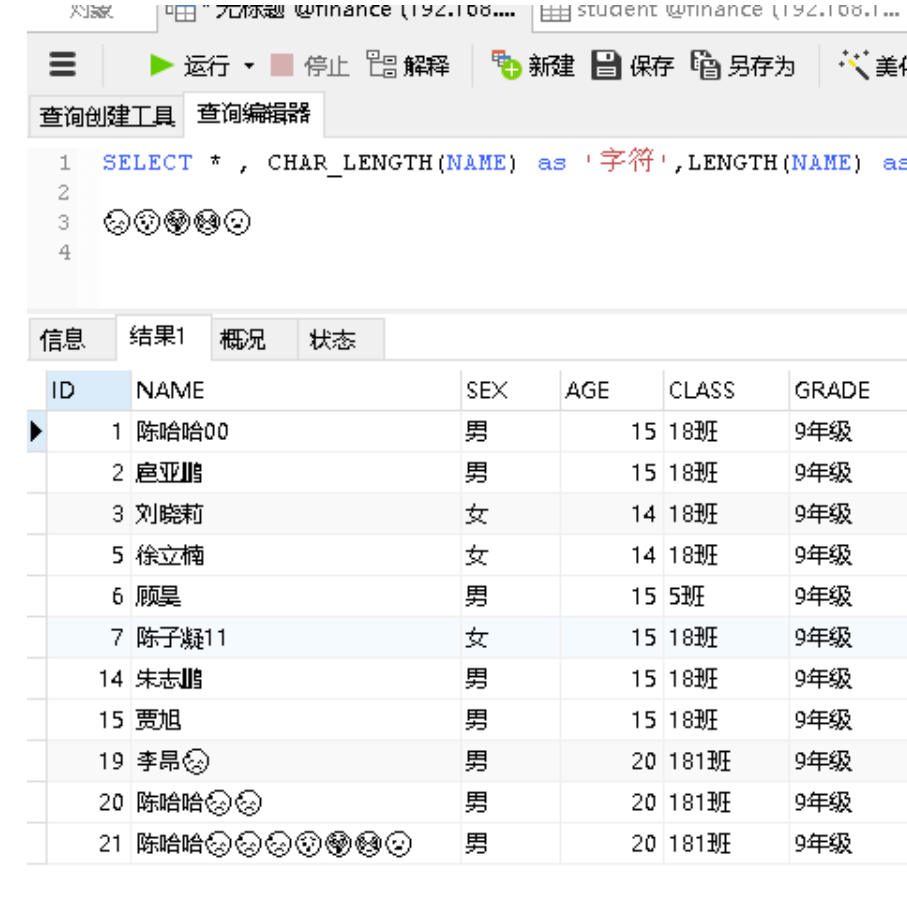 对象 * 无标题 @finance (192.168.... student @finance (192.168.1...
运行 停止 解释 新建 保存 另存为 美
查询创建工具 查询编辑器
1 SELECT * , CHAR_LENGTH(NAME) as '字符',LENGTH(NAME) as
2
3 😥😯😭😷😮
4
信息 结果1 概况 状态
ID NAME SEX AGE CLASS GRADE
1 陈哈哈00 男 15 18班 9年级
2 扈亚鹏 男 15 18班 9年级
3 刘晓莉 女 14 18班 9年级
5 徐立楠 女 14 18班 9年级
6 顾昊 男 15 5班 9年级
7 陈子凝11 女 15 18班 9年级
14 朱志鹏 男 15 18班 9年级
15 贾旭 男 15 18班 9年级
19 李昂😥 男 20 181班 9年级
20 陈哈哈😥😥 男 20 181班 9年级
21 陈哈哈😥😥😥😯😭😷😮 男 20 181班 9年级